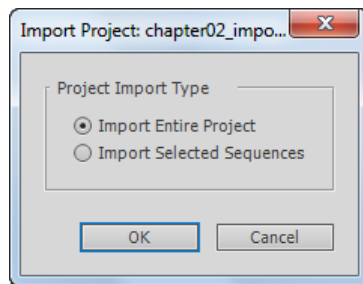 Import Project: chapter02_impo...
Project Import Type
Import Entire Project
Import Selected Sequences
OK
Cancel